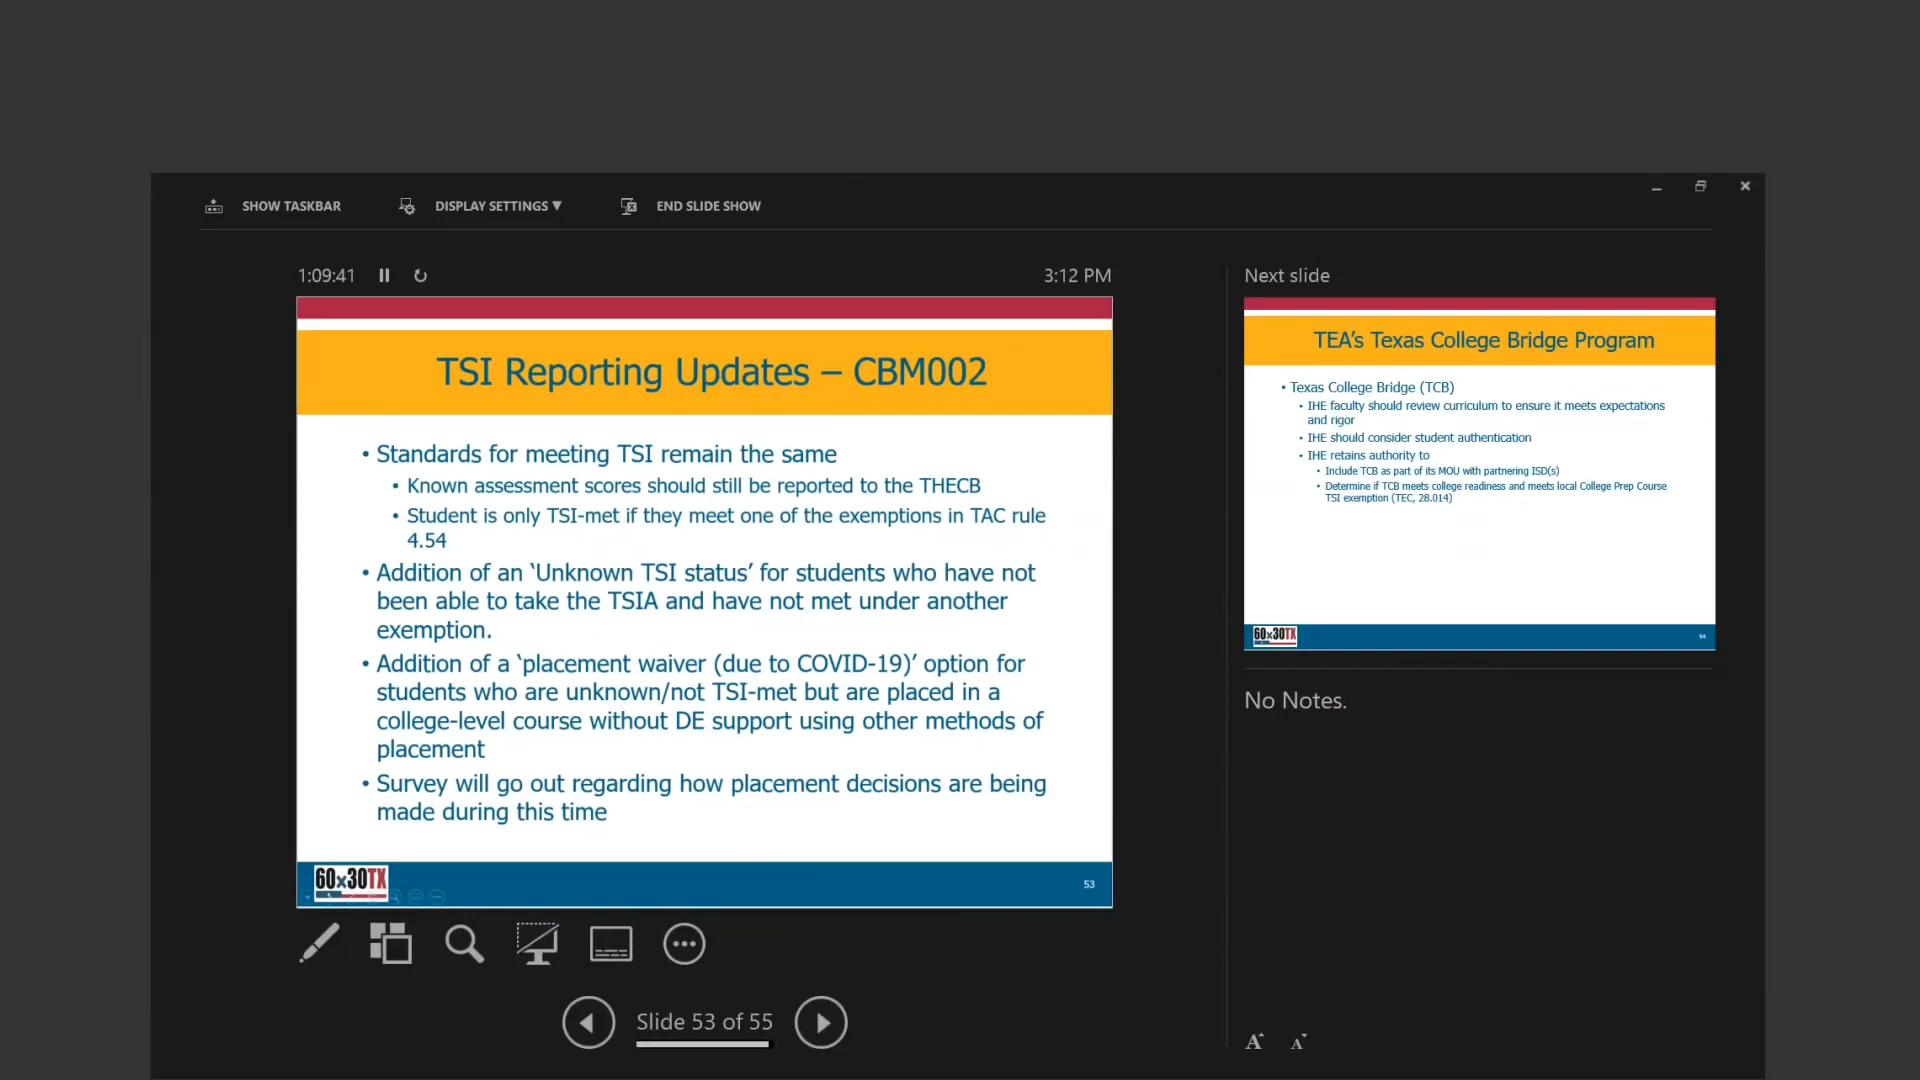 SHOW TASKBAR
DISPLAY SETTINGS ▼
END SLIDE SHOW
1:09:41
3:12 PM
TSI Reporting Updates – CBM002
• Standards for meeting TSI remain the same
• Known assessment scores should still be reported to the THECB
• Student is only TSI-met if they meet one of the exemptions in TAC rule
4.54
• Addition of an ‘Unknown TSI status’ for students who have not
been able to take the TSIA and have not met under another
exemption.
• Addition of a ‘placement waiver (due to COVID-19)’ option for
students who are unknown/not TSI-met but are placed in a
college-level course without DE support using other methods of
placement
• Survey will go out regarding how placement decisions are being
made during this time
60x30TX
53
Slide 53 of 55
Next slide
TEA’s Texas College Bridge Program
• Texas College Bridge (TCB)
• IHE faculty should review curriculum to ensure it meets expectations
and rigor
• IHE should consider student authentication
• IHE retains authority to
• Include TCB as part of its MOU with partnering ISD(s)
• Determine if TCB meets college readiness and meets local College Prep Course
TSI exemption (TEC, 28.014)
60x30TX
54
No Notes.
A A